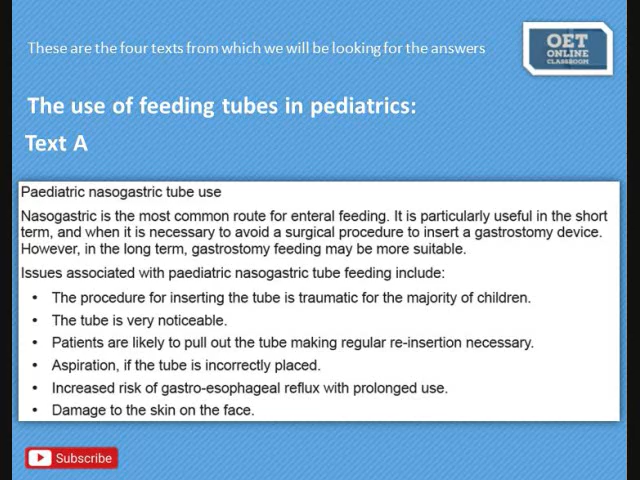 These are the four texts from which we will be looking for the answers
OET
ONLINE
CLASSROOM
The use of feeding tubes in pediatrics:
Text A
Paediatric nasogastric tube use
Nasogastric is the most common route for enteral feeding. It is particularly useful in the short
term, and when it is necessary to avoid a surgical procedure to insert a gastrostomy device.
However, in the long term, gastrostomy feeding may be more suitable.
Issues associated with paediatric nasogastric tube feeding include:
• The procedure for inserting the tube is traumatic for the majority of children.
• The tube is very noticeable.
• Patients are likely to pull out the tube making regular re-insertion necessary.
• Aspiration, if the tube is incorrectly placed.
• Increased risk of gastro-esophageal reflux with prolonged use.
• Damage to the skin on the face.
Subscribe